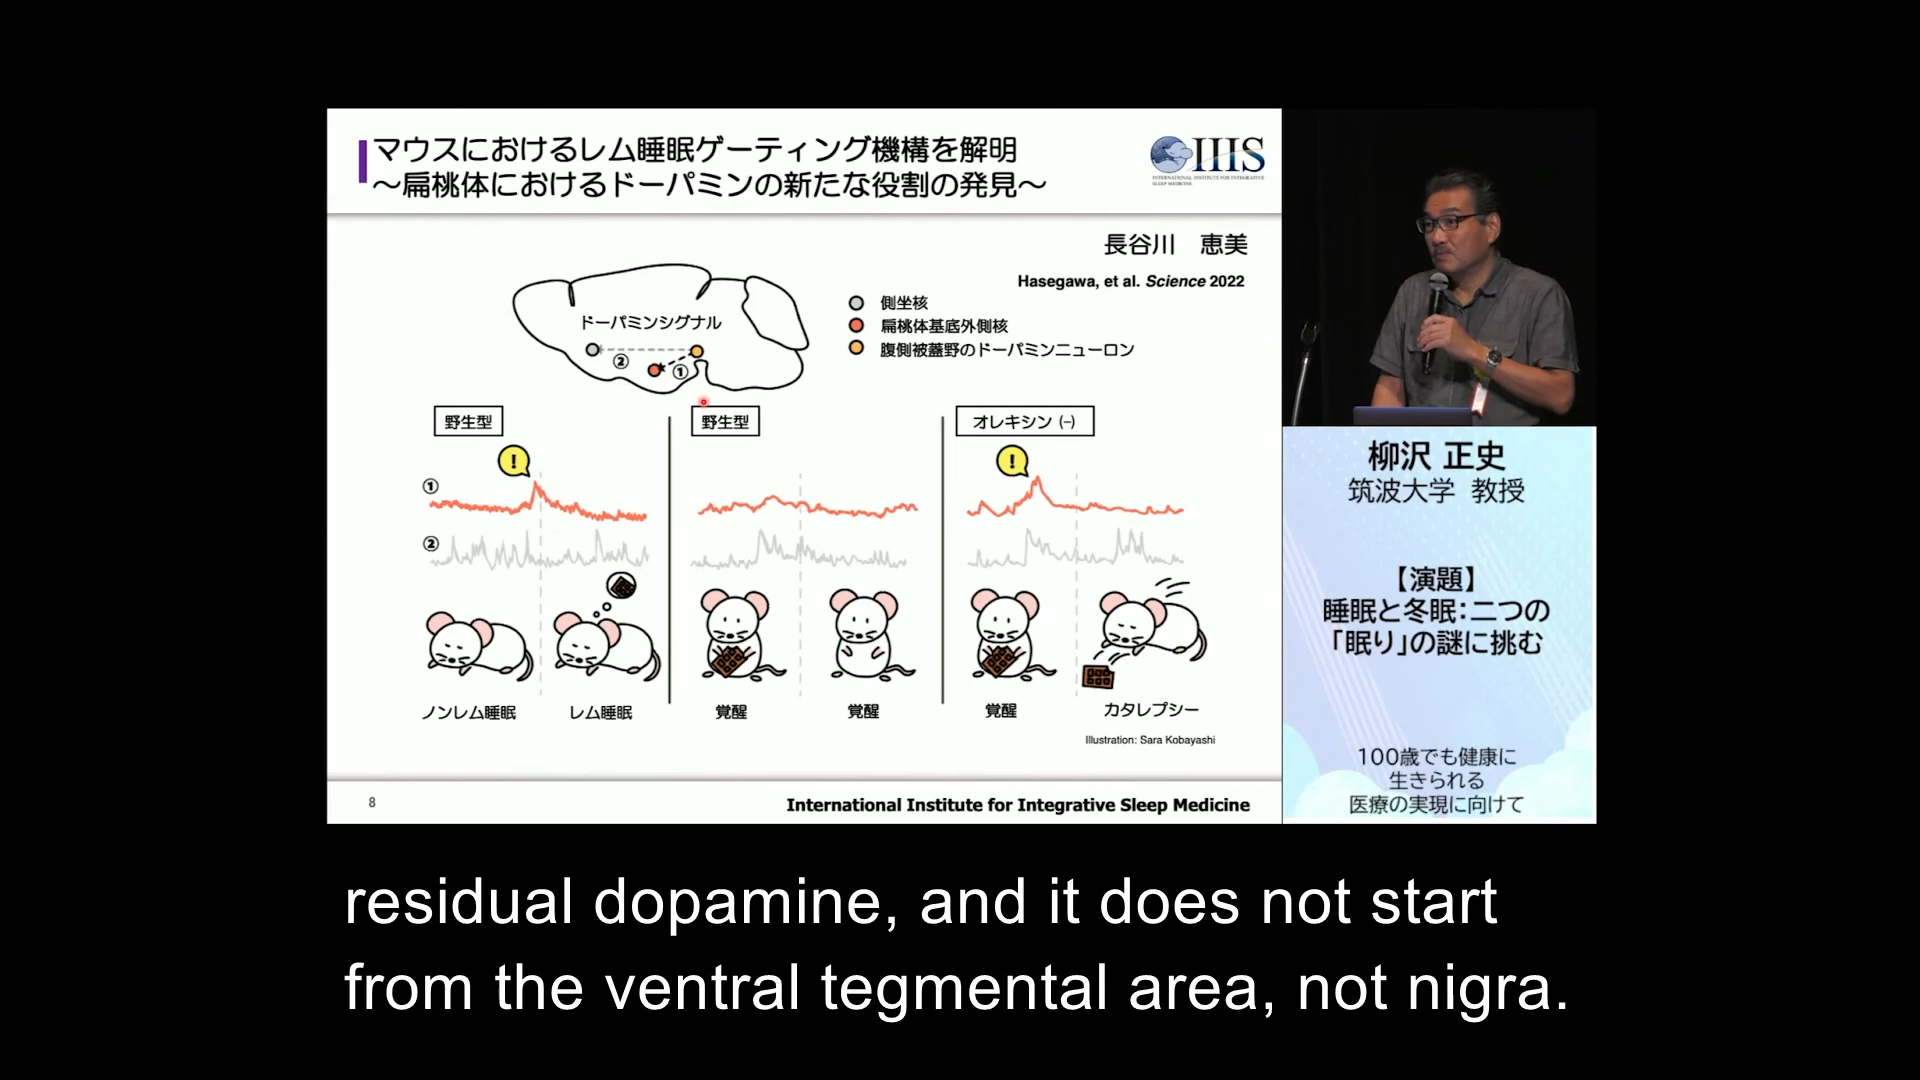 マウスにおけるレム睡眠ゲーティング機構を解明
～扁桃体におけるドーパミンの新たな役割の発見～
IIIS
INTERNATIONAL INSTITUTE FOR INTEGRATIVE
SLEEP MEDICINE
長谷川　恵美
Hasegawa, et al. Science 2022
側坐核
扁桃体基底外側核
腹側被蓋野のドーパミンニューロン
ドーパミンシグナル
②
①
野生型
野生型
オレキシン (−)
!
!
①
②
ノンレム睡眠
レム睡眠
覚醒
覚醒
覚醒
カタレプシー
Illustration: Sara Kobayashi
8
International Institute for Integrative Sleep Medicine
柳沢 正史
筑波大学 教授
【演題】
睡眠と冬眠：二つの
「眠り」の謎に挑む
100歳でも健康に
生きられる
医療の実現に向けて
residual dopamine, and it does not start
from the ventral tegmental area, not nigra.